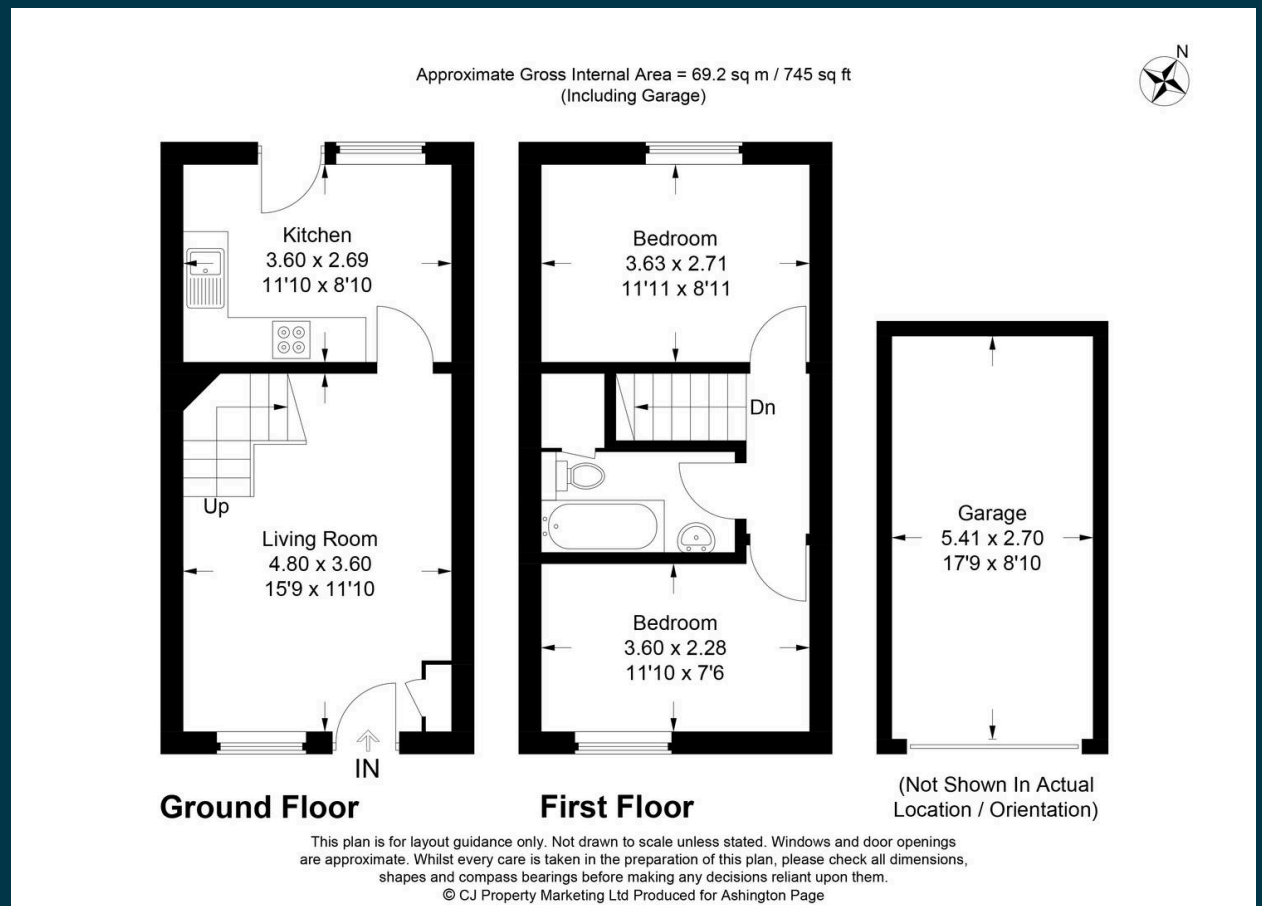 Approximate Gross Internal Area = 69.2 sq m / 745 sq ft
(Including Garage)
N
Kitchen
3.60 x 2.69
11'10 x 8'10
Up
Living Room
4.80 x 3.60
15'9 x 11'10
IN
Ground Floor
Bedroom
3.63 x 2.71
11'11 x 8'11
Dn
Bedroom
3.60 x 2.28
11'10 x 7'6
First Floor
Garage
5.41 x 2.70
17'9 x 8'10
(Not Shown In Actual
Location / Orientation)
This plan is for layout guidance only. Not drawn to scale unless stated. Windows and door openings
are approximate. Whilst every care is taken in the preparation of this plan, please check all dimensions,
shapes and compass bearings before making any decisions reliant upon them.
© CJ Property Marketing Ltd Produced for Ashington Page